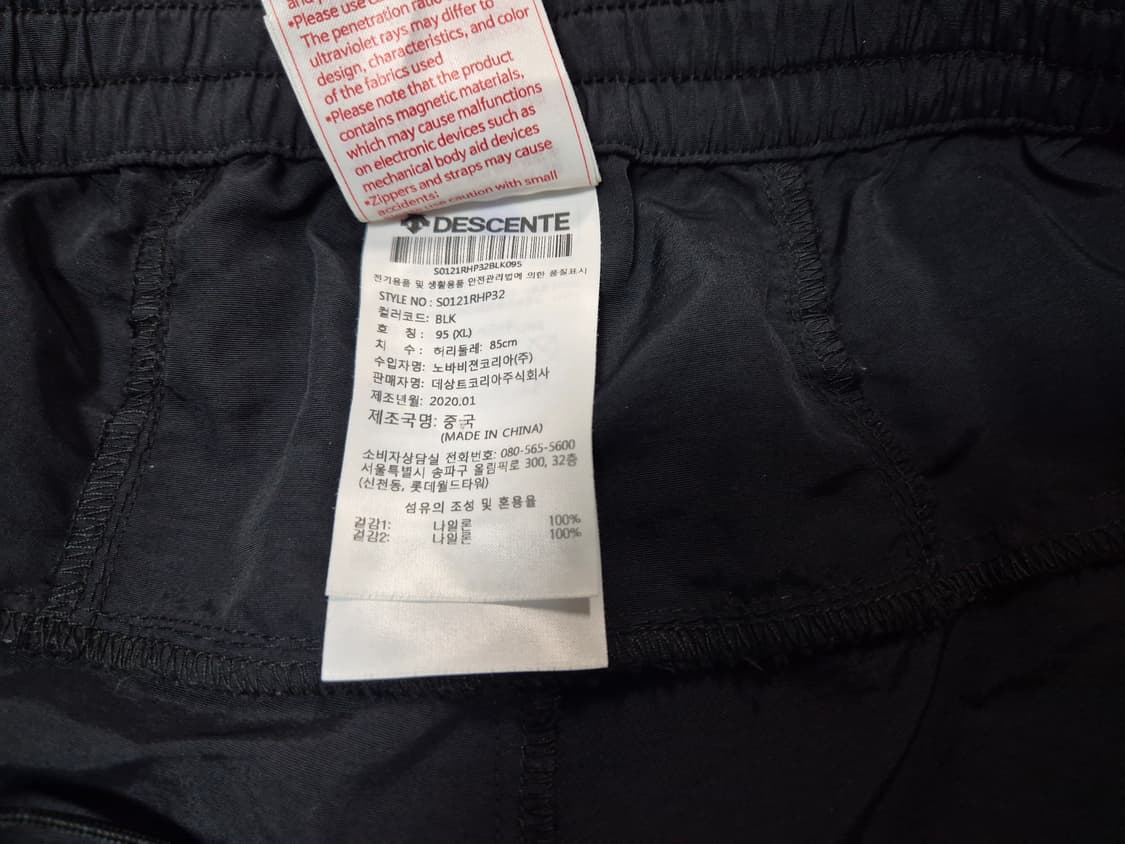 •Please use
The penetration
ultraviolet rays may differ to
design, characteristics, and color
of the fabrics used
•Please note that the product
contains magnetic materials,
which may cause malfunctions
on electronic devices such as
mechanical body aid devices
•Zippers and straps may cause
accidents: use caution with small
DESCENTE
S0121RHP32BLK095
전기용품 및 생활용품 안전관리법에 의한 품질표시
STYLE NO : S0121RHP32
컬러코드: BLK
호 칭 : 95 (XL)
치 수 : 허리둘레: 85cm
수입자명: 노바비젼코리아(주)
판매자명: 데상트코리아주식회사
제조년월: 2020.01
제조국명: 중국
(MADE IN CHINA)
소비자상담실 전화번호: 080-565-5600
서울특별시 송파구 올림픽로 300, 32층
(신천동, 롯데월드타워)
섬유의 조성 및 혼용율
겉감1: 나일론 100%
겉감2: 나일론 100%